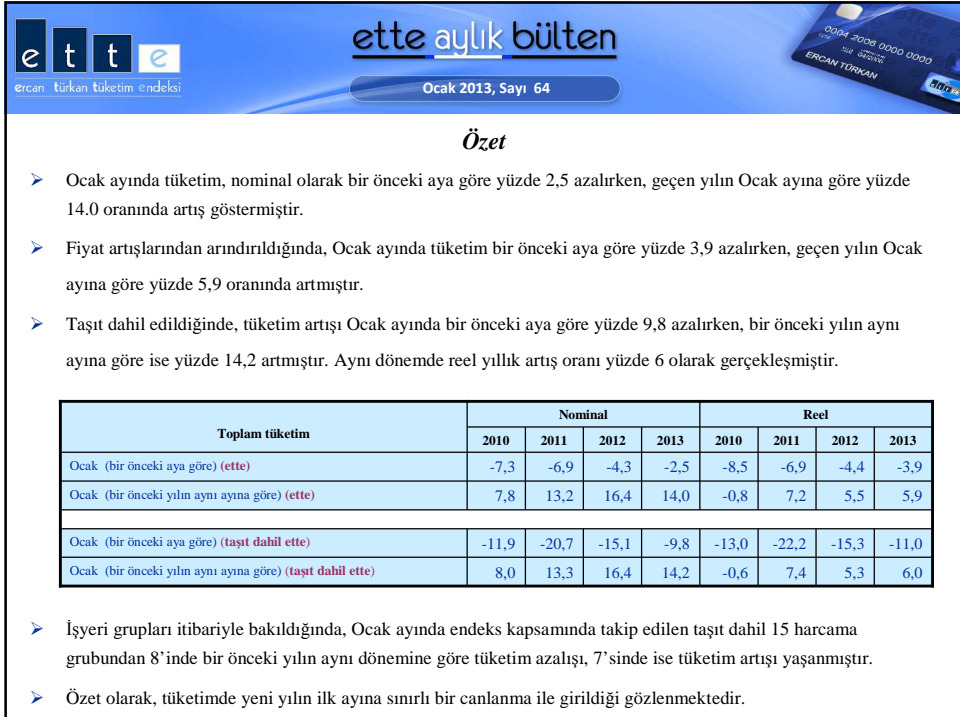 e t t e
ercan türkan tüketim endeksi
ette aylık bülten
Ocak 2013, Sayı 64
0004 2006 0000 0000
ERCAN TÜRKAN
Özet
➢ Ocak ayında tüketim, nominal olarak bir önceki aya göre yüzde 2,5 azalırken, geçen yılın Ocak ayına göre yüzde
14.0 oranında artış göstermiştir.
➢ Fiyat artışlarından arındırıldığında, Ocak ayında tüketim bir önceki aya göre yüzde 3,9 azalırken, geçen yılın Ocak
ayına göre yüzde 5,9 oranında artmıştır.
➢ Taşıt dahil edildiğinde, tüketim artışı Ocak ayında bir önceki aya göre yüzde 9,8 azalırken, bir önceki yılın aynı
ayına göre ise yüzde 14,2 artmıştır. Aynı dönemde reel yıllık artış oranı yüzde 6 olarak gerçekleşmiştir.
Toplam tüketim Nominal Reel
2010 2011 2012 2013 2010 2011 2012 2013
Ocak (bir önceki aya göre) (ette) -7,3 -6,9 -4,3 -2,5 -8,5 -6,9 -4,4 -3,9
Ocak (bir önceki yılın aynı ayına göre) (ette) 7,8 13,2 16,4 14,0 -0,8 7,2 5,5 5,9
Ocak (bir önceki aya göre) (taşıt dahil ette) -11,9 -20,7 -15,1 -9,8 -13,0 -22,2 -15,3 -11,0
Ocak (bir önceki yılın aynı ayına göre) (taşıt dahil ette) 8,0 13,3 16,4 14,2 -0,6 7,4 5,3 6,0
➢ İşyeri grupları itibariyle bakıldığında, Ocak ayında endeks kapsamında takip edilen taşıt dahil 15 harcama
grubundan 8’inde bir önceki yılın aynı dönemine göre tüketim azalışı, 7’sinde ise tüketim artışı yaşanmıştır.
➢ Özet olarak, tüketimde yeni yılın ilk ayına sınırlı bir canlanma ile girildiği gözlenmektedir.